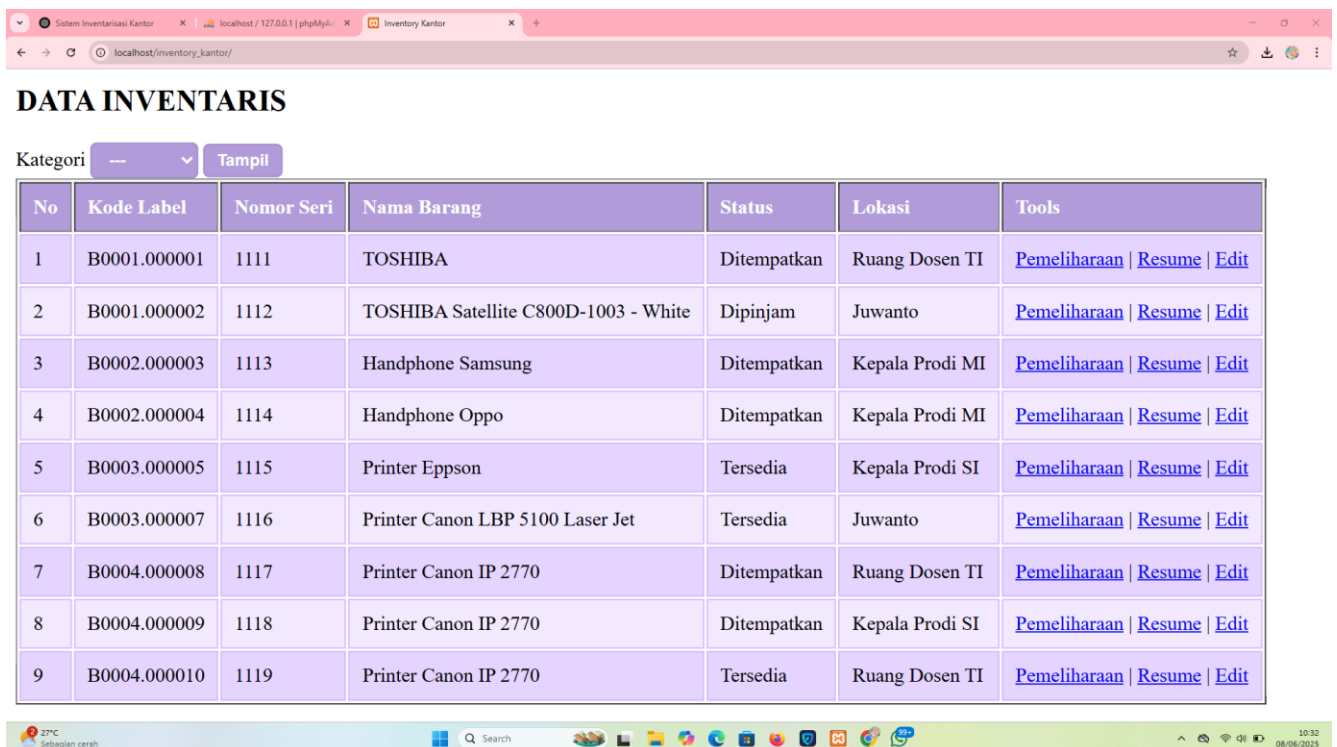 Sistem Inventarisasi Kantor localhost / 127.0.0.1 | phpMyAd Inventory Kantor
localhost/inventory_kantor/
DATA INVENTARIS
Kategori --- Tampil
No Kode Label Nomor Seri Nama Barang Status Lokasi Tools
1 B0001.000001 1111 TOSHIBA Ditempatkan Ruang Dosen TI Pemeliharaan | Resume | Edit
2 B0001.000002 1112 TOSHIBA Satellite C800D-1003 - White Dipinjam Juwanto Pemeliharaan | Resume | Edit
3 B0002.000003 1113 Handphone Samsung Ditempatkan Kepala Prodi MI Pemeliharaan | Resume | Edit
4 B0002.000004 1114 Handphone Oppo Ditempatkan Kepala Prodi MI Pemeliharaan | Resume | Edit
5 B0003.000005 1115 Printer Eppson Tersedia Kepala Prodi SI Pemeliharaan | Resume | Edit
6 B0003.000007 1116 Printer Canon LBP 5100 Laser Jet Tersedia Juwanto Pemeliharaan | Resume | Edit
7 B0004.000008 1117 Printer Canon IP 2770 Ditempatkan Ruang Dosen TI Pemeliharaan | Resume | Edit
8 B0004.000009 1118 Printer Canon IP 2770 Ditempatkan Kepala Prodi SI Pemeliharaan | Resume | Edit
9 B0004.000010 1119 Printer Canon IP 2770 Tersedia Ruang Dosen TI Pemeliharaan | Resume | Edit
2 27°C Search 99+ 10:32
Sebagian cerah 08/06/2025